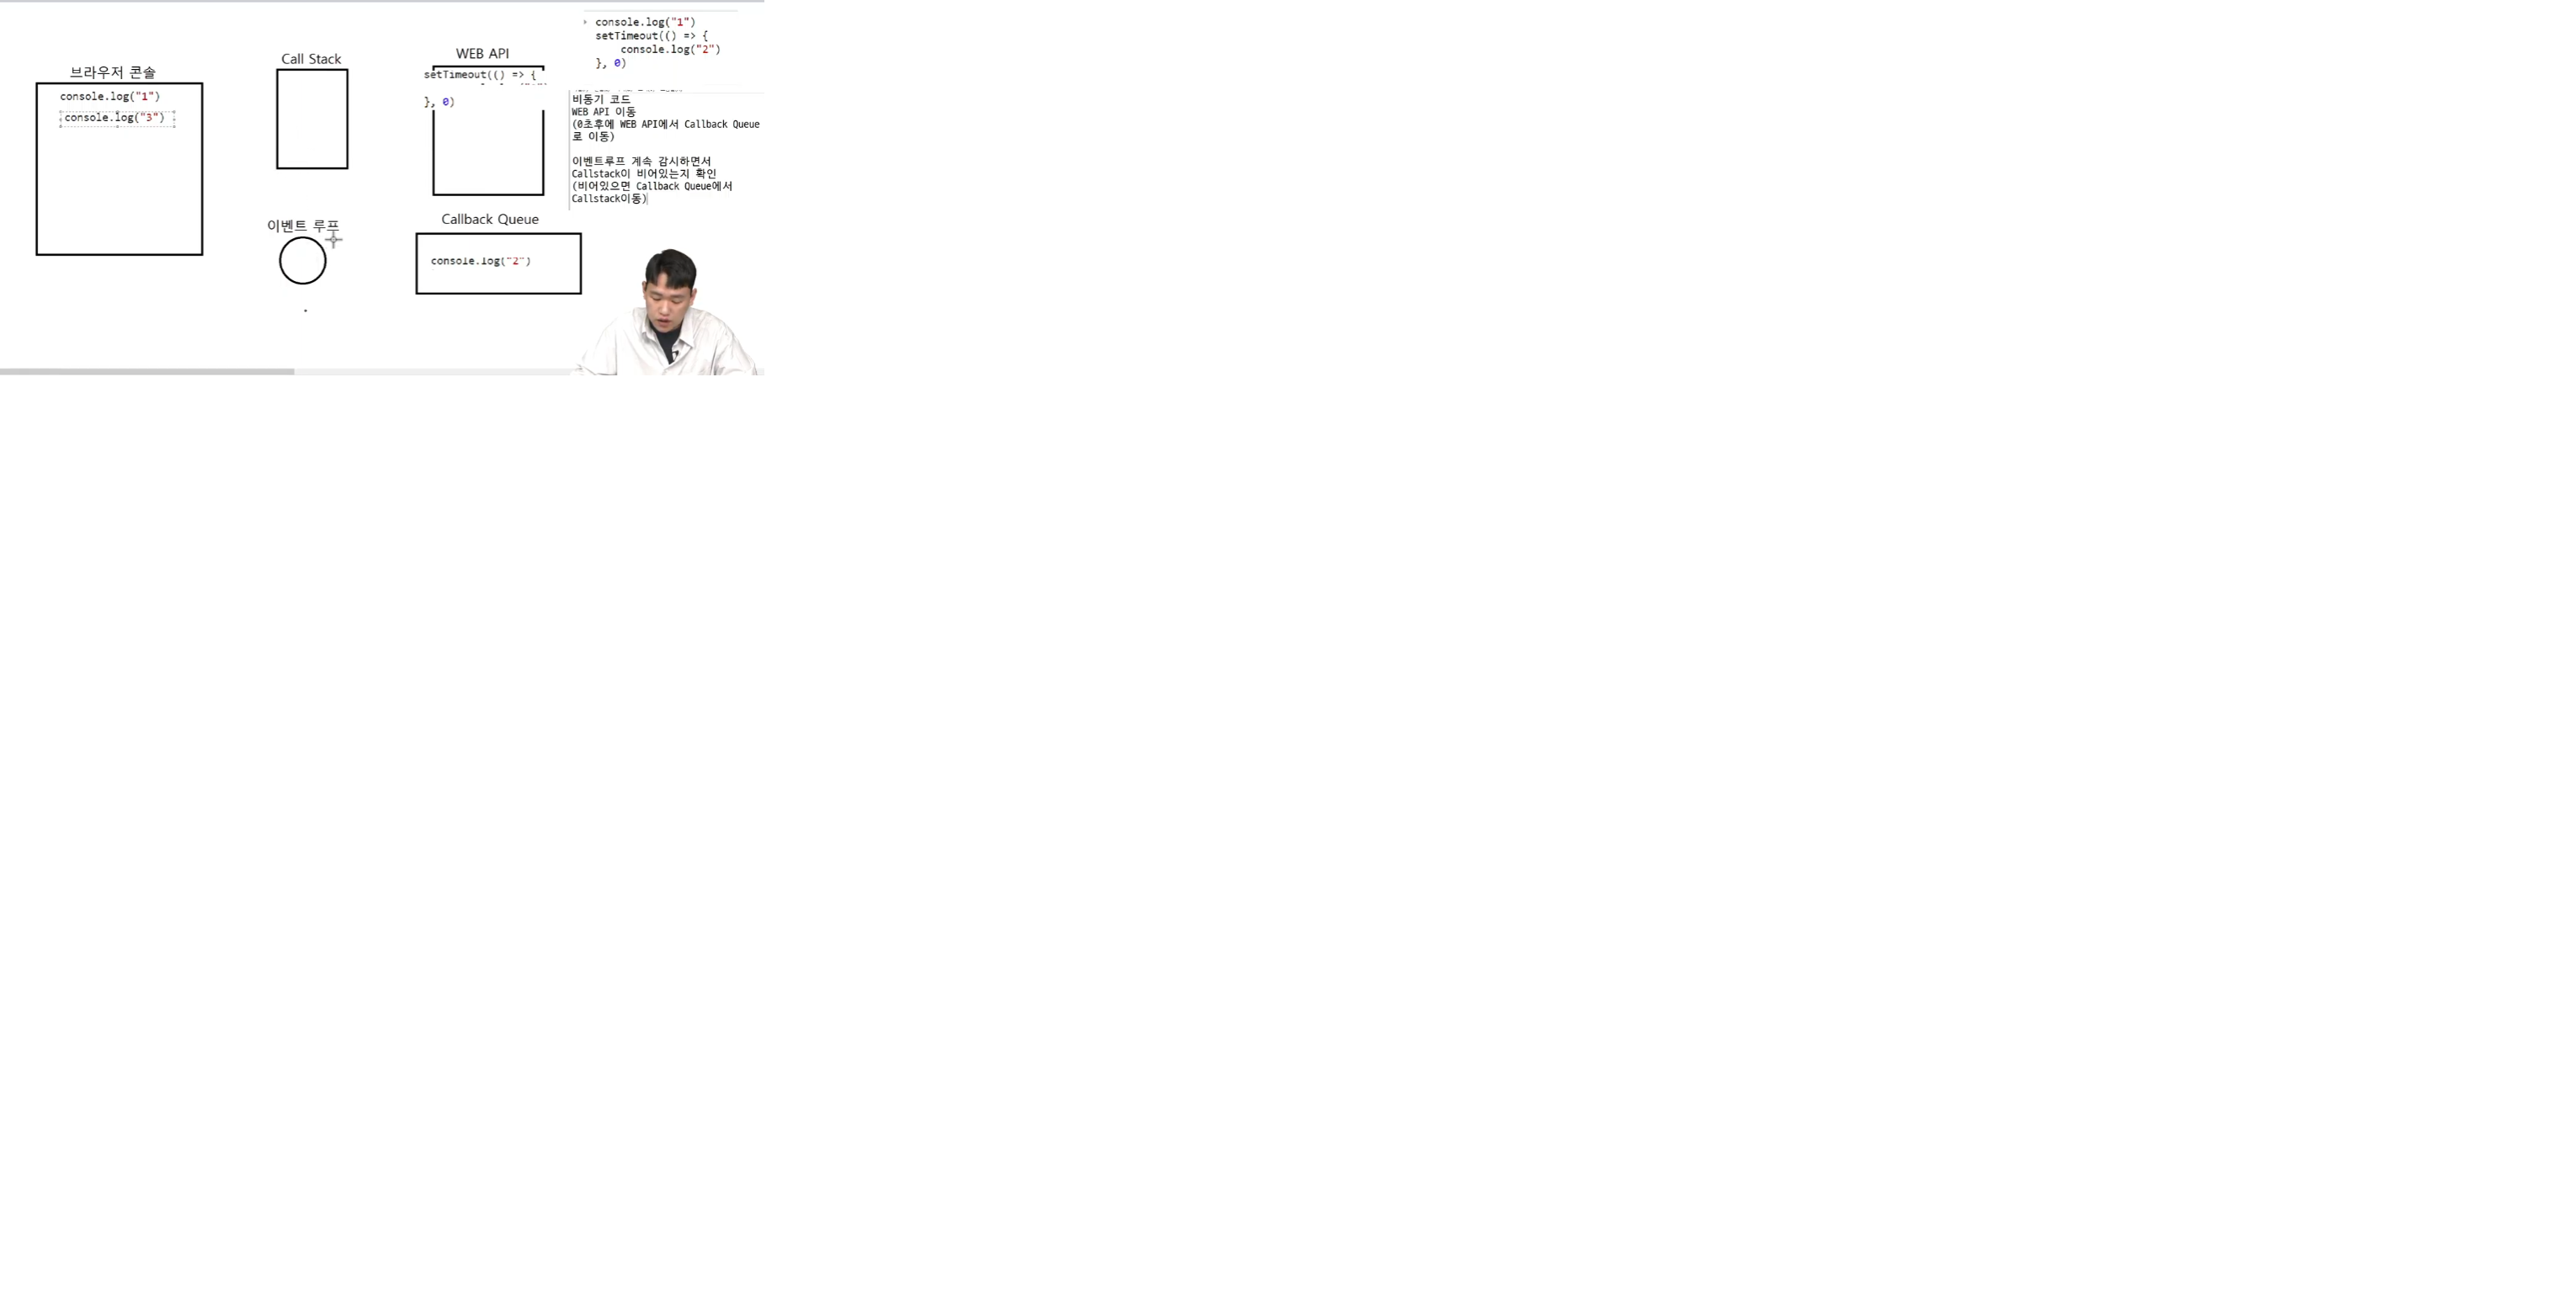 브라우저 콘솔
console.log("1")
console.log("3")
Call Stack
이벤트 루프
WEB API
setTimeout(() => {
}, 0)
Callback Queue
console.log("2")
console.log("1")
setTimeout(() => {
console.log("2")
}, 0)
비동기 코드
WEB API 이동
(0초후에 WEB API에서 Callback Queue
로 이동)
이벤트루프 계속 감시하면서
Callstack이 비어있는지 확인
(비어있으면 Callback Queue에서
Callstack이동)